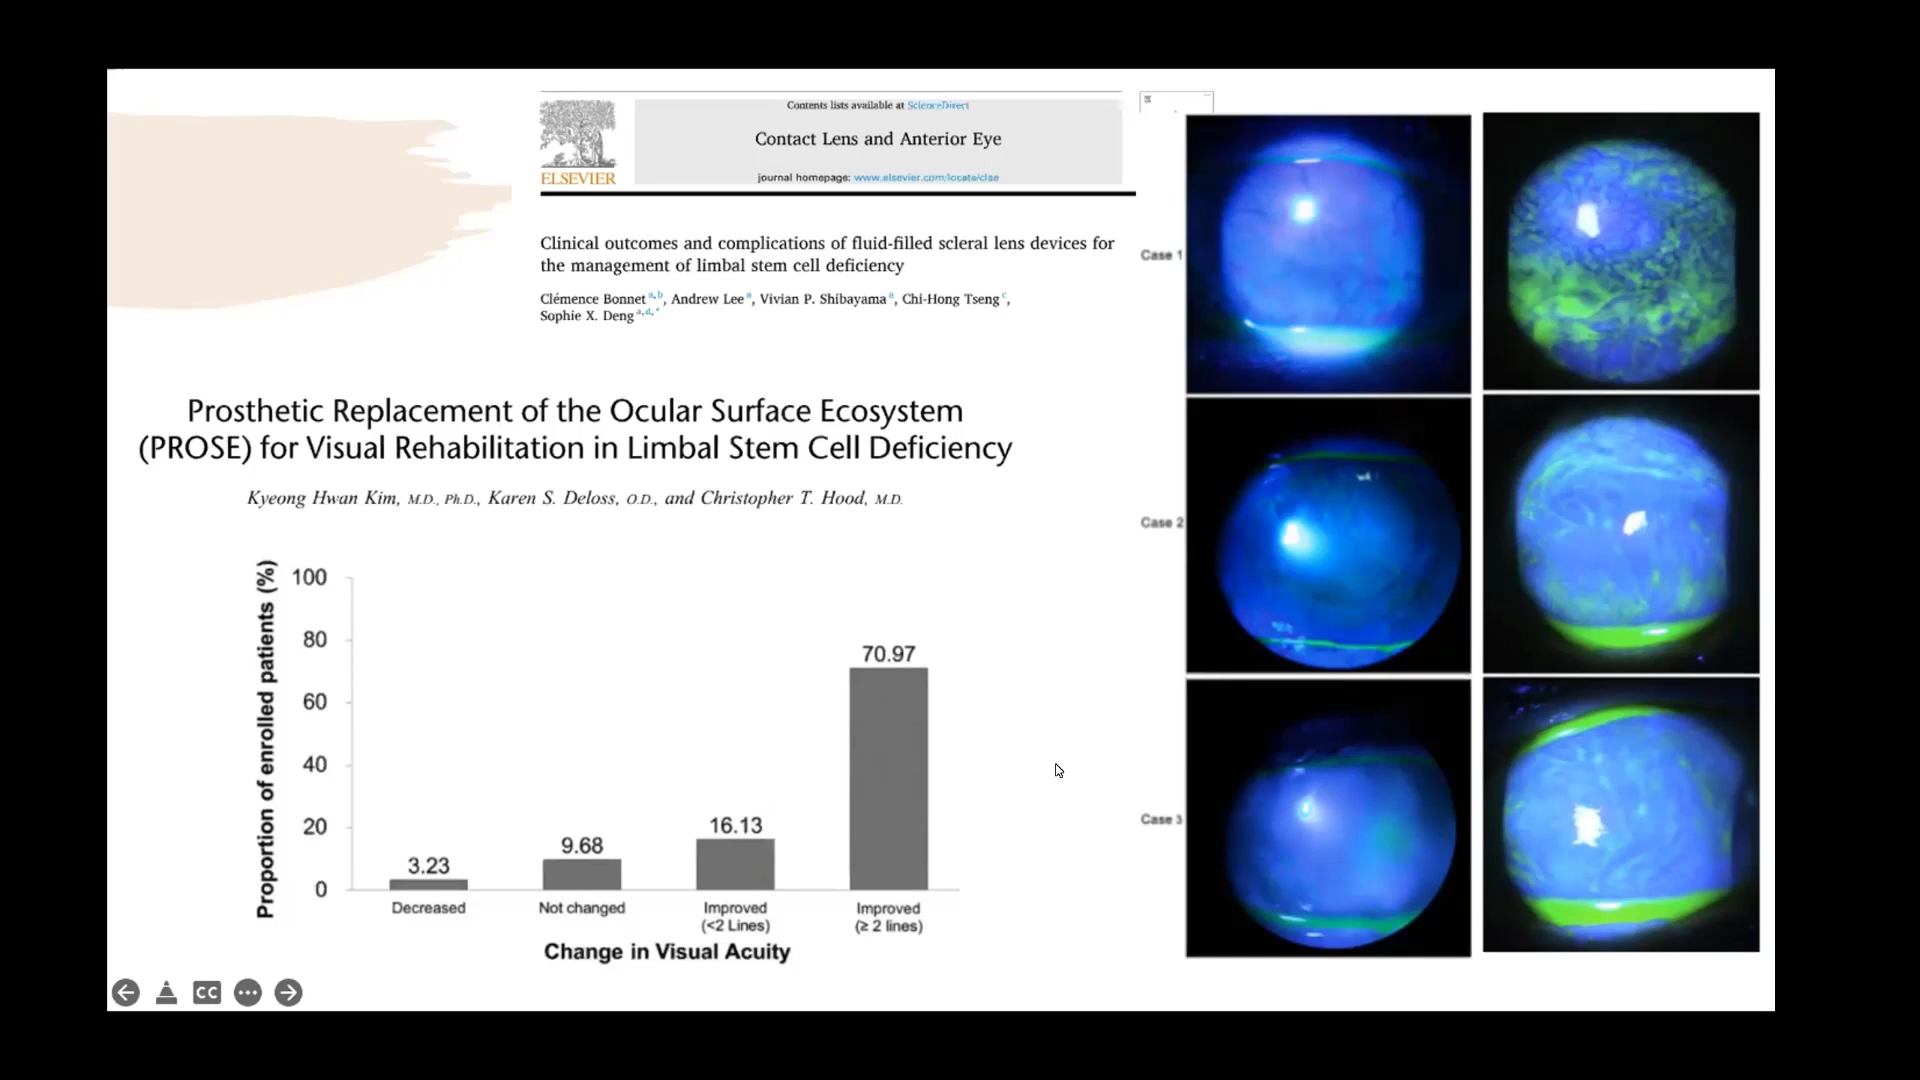 Contents lists available at ScienceDirect
Contact Lens and Anterior Eye
journal homepage: www.elsevier.com/locate/clae
ELSEVIER
Clinical outcomes and complications of fluid-filled scleral lens devices for
the management of limbal stem cell deficiency
Clémence Bonnet a,b, Andrew Lee a, Vivian P. Shibayama a, Chi-Hong Tseng c,
Sophie X. Deng a,d,*
Prosthetic Replacement of the Ocular Surface Ecosystem
(PROSE) for Visual Rehabilitation in Limbal Stem Cell Deficiency
Kyeong Hwan Kim, M.D., Ph.D., Karen S. Deloss, O.D., and Christopher T. Hood, M.D.
Proportion of enrolled patients (%)
100
80
60
40
20
0
3.23
9.68
16.13
70.97
Decreased
Not changed
Improved
(<2 Lines)
Improved
(≥ 2 lines)
Change in Visual Acuity
Case 1
Case 2
Case 3
CC